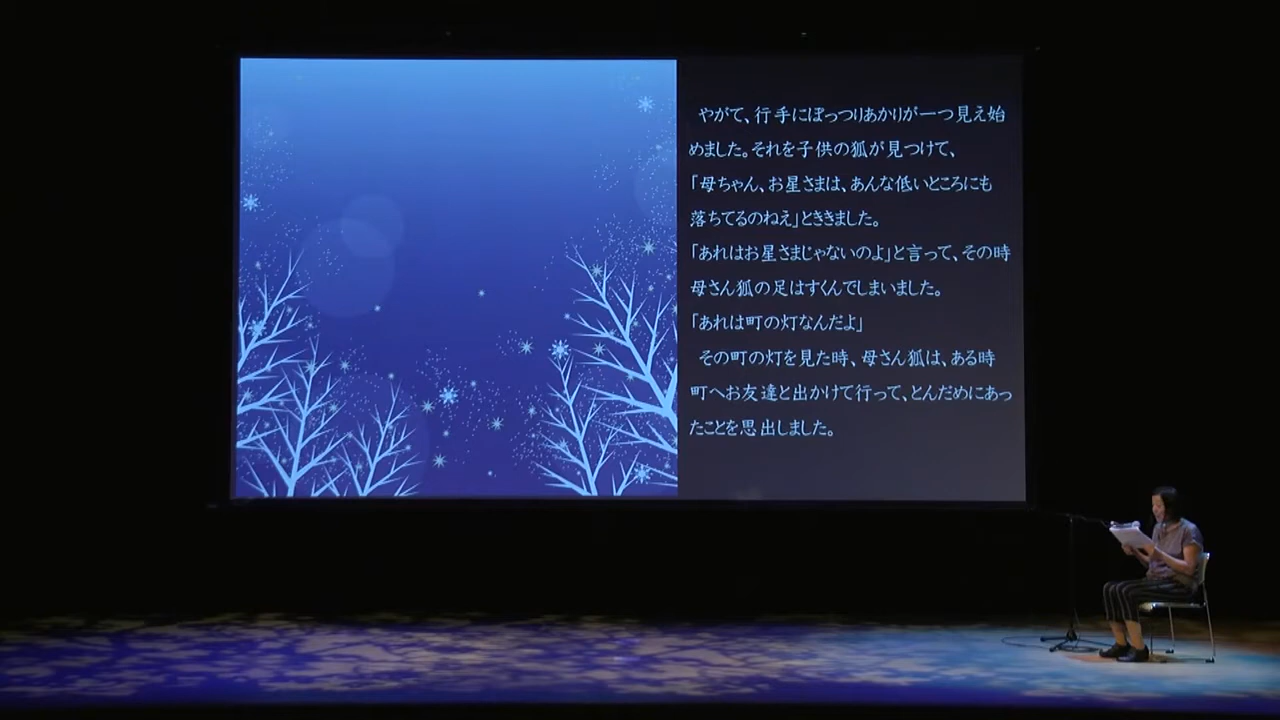 やがて、行手にぽっつりあかりが一つ見え始
めました。それを子供の狐が見つけて、
「母ちゃん、お星さまは、あんな低いところにも
落ちてるのねえ」とききました。
「あれはお星さまじゃないのよ」と言って、その時
母さん狐の足はすくんでしまいました。
「あれは町の灯なんだよ」
その町の灯を見た時、母さん狐は、ある時
町へお友達と出かけて行って、とんだめにあっ
たことを思出しました。